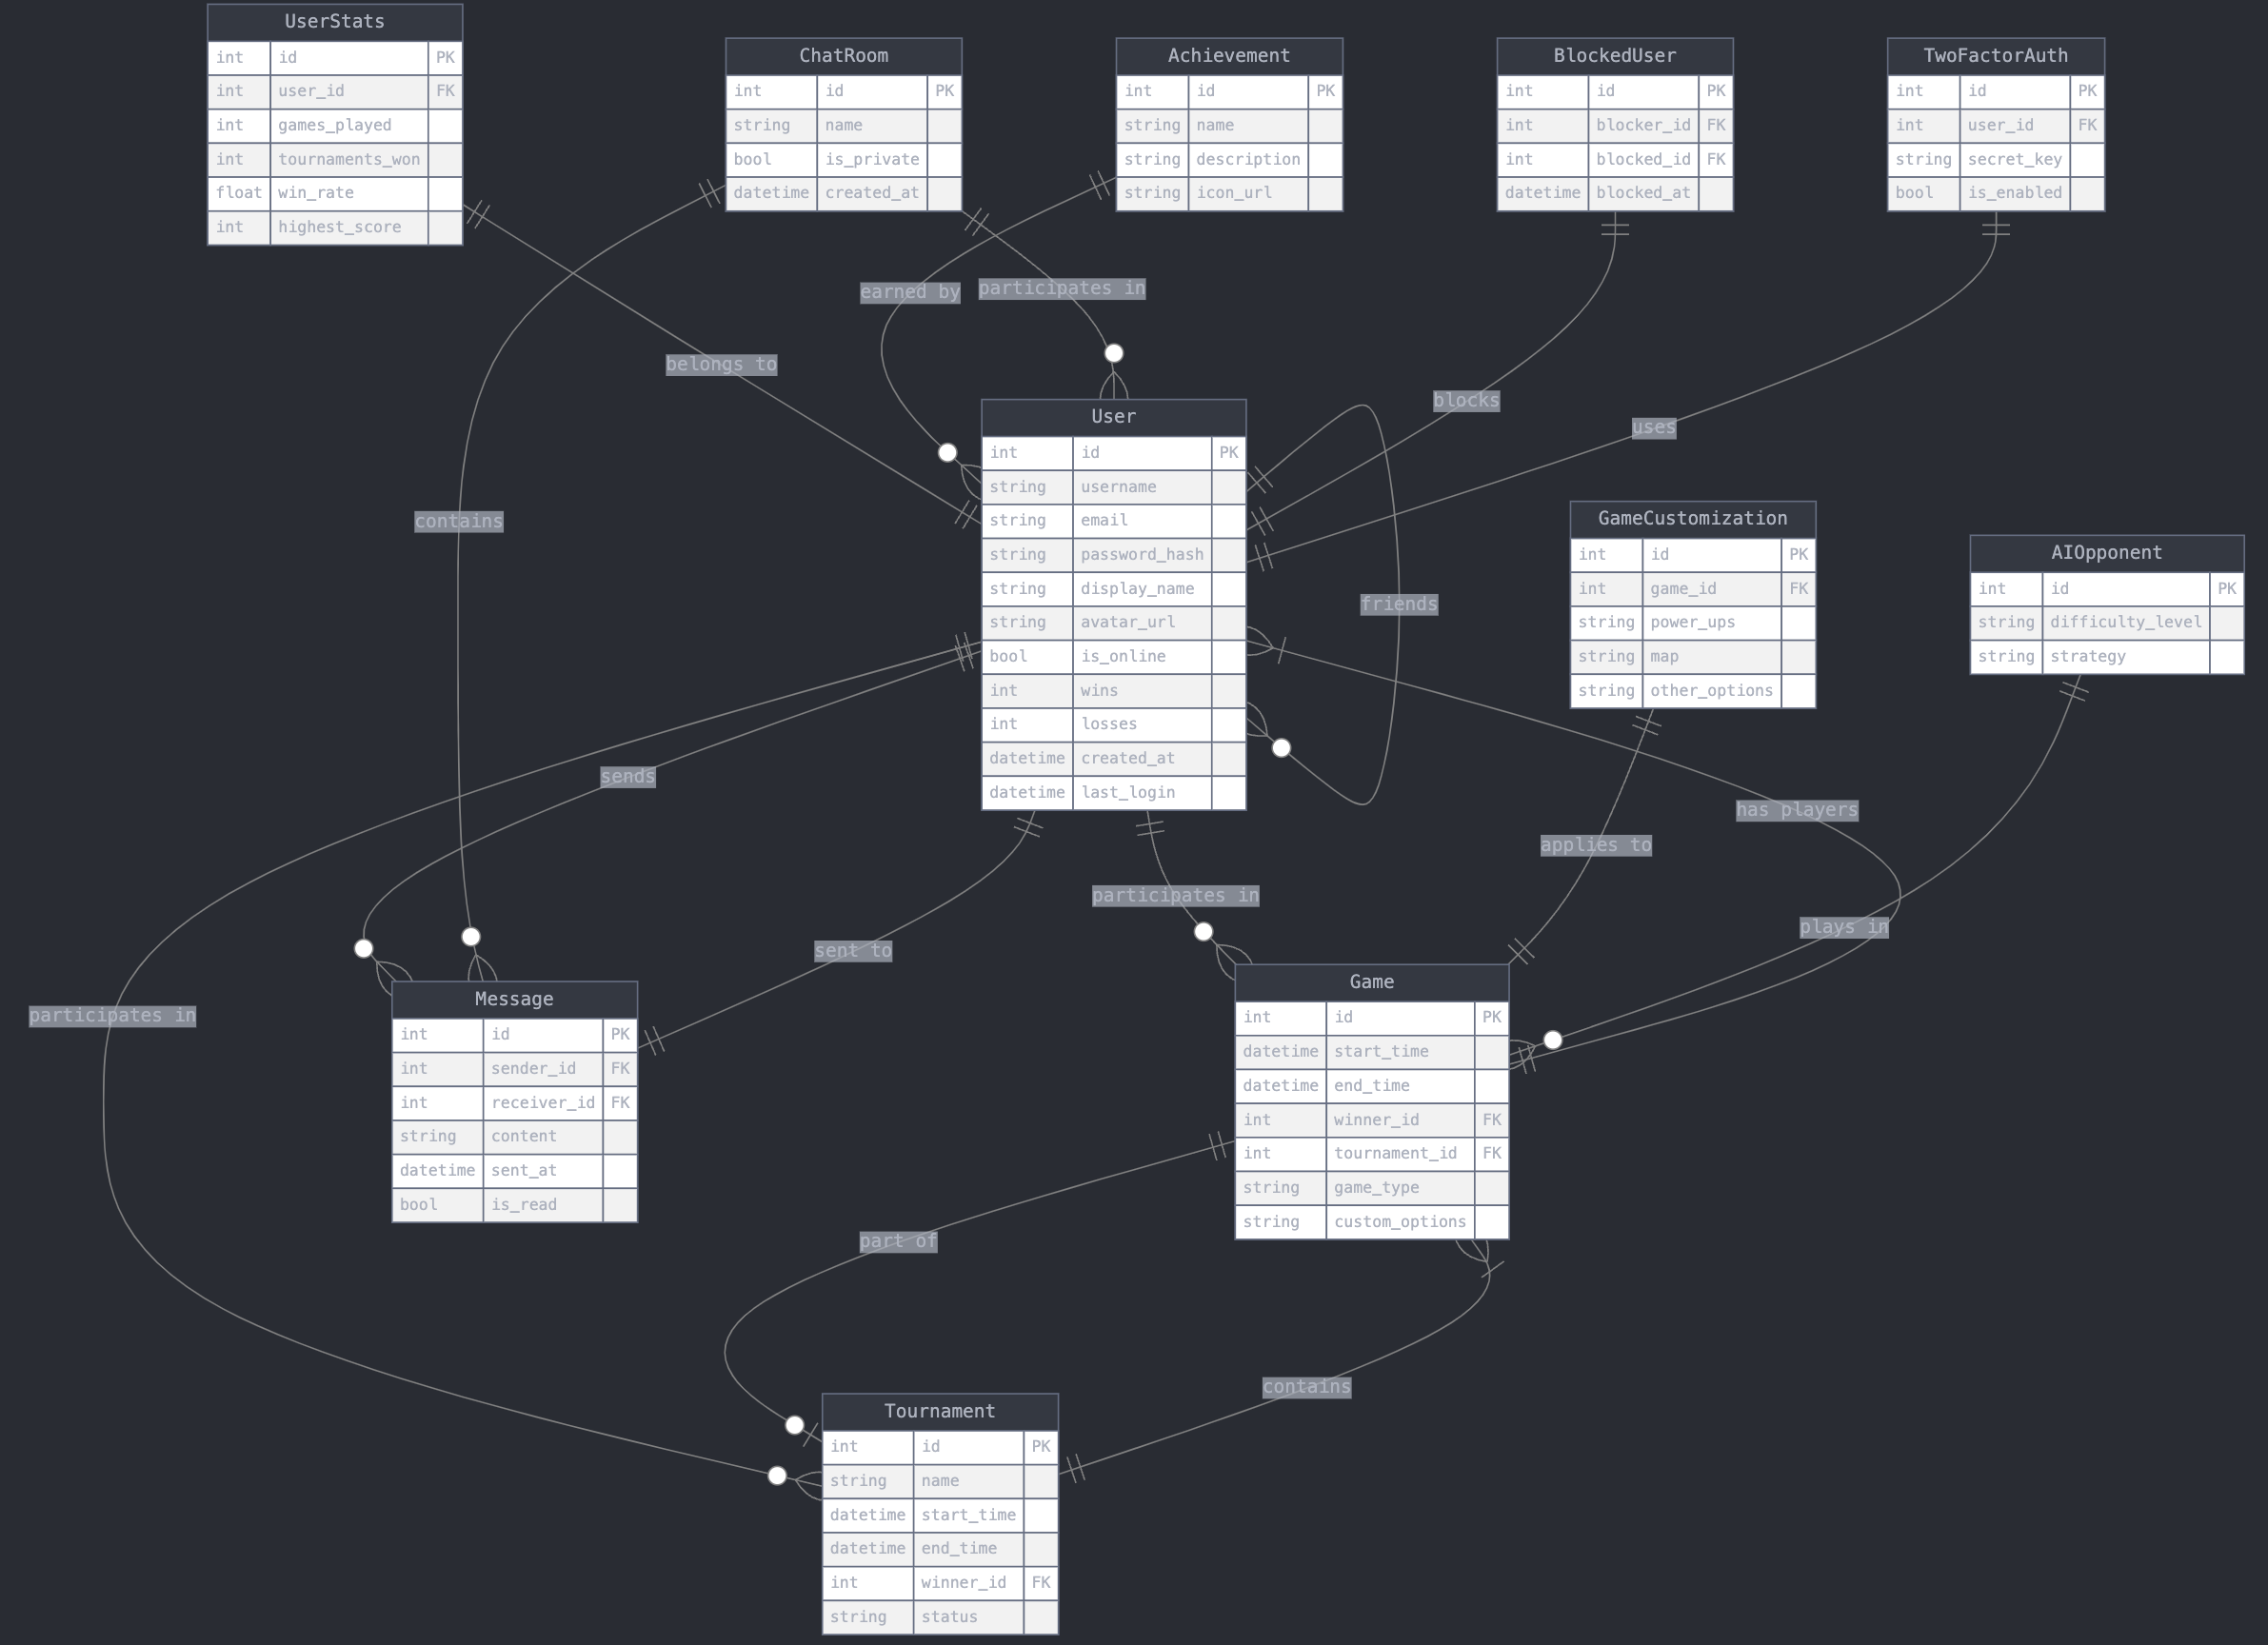 UserStats
int id PK
int user_id FK
int games_played
int tournaments_won
float win_rate
int highest_score
ChatRoom
int id PK
string name
bool is_private
datetime created_at
Achievement
int id PK
string name
string description
string icon_url
BlockedUser
int id PK
int blocker_id FK
int blocked_id FK
datetime blocked_at
TwoFactorAuth
int id PK
int user_id FK
string secret_key
bool is_enabled
earned by
participates in
belongs to
blocks
uses
contains
User
int id PK
string username
string email
string password_hash
string display_name
string avatar_url
bool is_online
int wins
int losses
datetime created_at
datetime last_login
friends
GameCustomization
int id PK
int game_id FK
string power_ups
string map
string other_options
AIOpponent
int id PK
string difficulty_level
string strategy
sends
has players
applies to
participates in
plays in
sent to
participates in
Message
int id PK
int sender_id FK
int receiver_id FK
string content
datetime sent_at
bool is_read
Game
int id PK
datetime start_time
datetime end_time
int winner_id FK
int tournament_id FK
string game_type
string custom_options
part of
contains
Tournament
int id PK
string name
datetime start_time
datetime end_time
int winner_id FK
string status